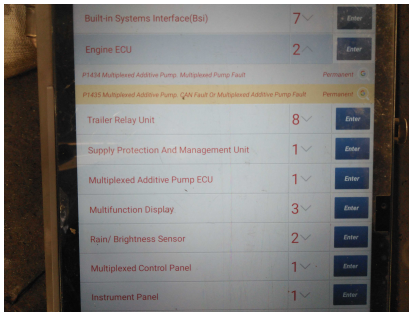 Built-in Systems Interface(Bsi) 7 Enter
Engine ECU 2 Enter
P1434 Multiplexed Additive Pump. Multiplexed Pump Fault Permanent
P1435 Multiplexed Additive Pump. CAN Fault Or Multiplexed Additive Pump Fault Permanent
Trailer Relay Unit 8 Enter
Supply Protection And Management Unit 1 Enter
Multiplexed Additive Pump ECU 1 Enter
Multifunction Display 3 Enter
Rain/ Brightness Sensor 2 Enter
Multiplexed Control Panel 1 Enter
Instrument Panel 1 Enter